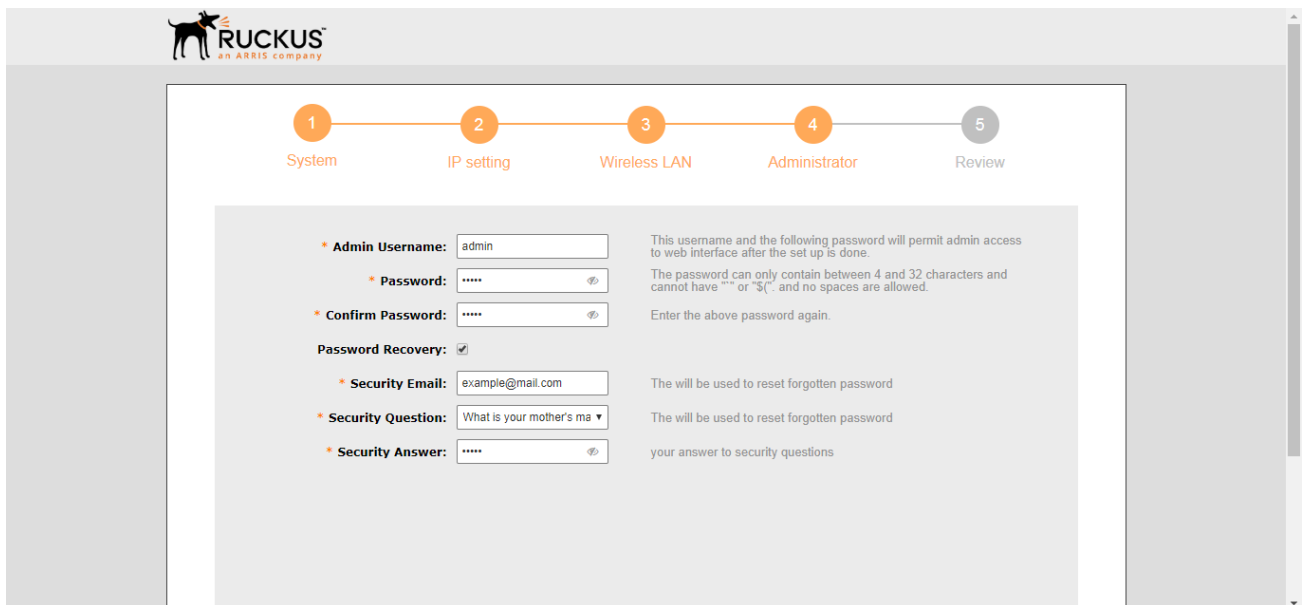 RUCKUS™
an ARRIS company
1
2
3
4
5
System
IP setting
Wireless LAN
Administrator
Review
* Admin Username:
admin
This username and the following password will permit admin access
to web interface after the set up is done.
* Password:
•••••
The password can only contain between 4 and 32 characters and
cannot have "`" or "$(". and no spaces are allowed.
* Confirm Password:
•••••
Enter the above password again.
Password Recovery:
* Security Email:
example@mail.com
The will be used to reset forgotten password
* Security Question:
What is your mother's ma
The will be used to reset forgotten password
* Security Answer:
•••••
your answer to security questions